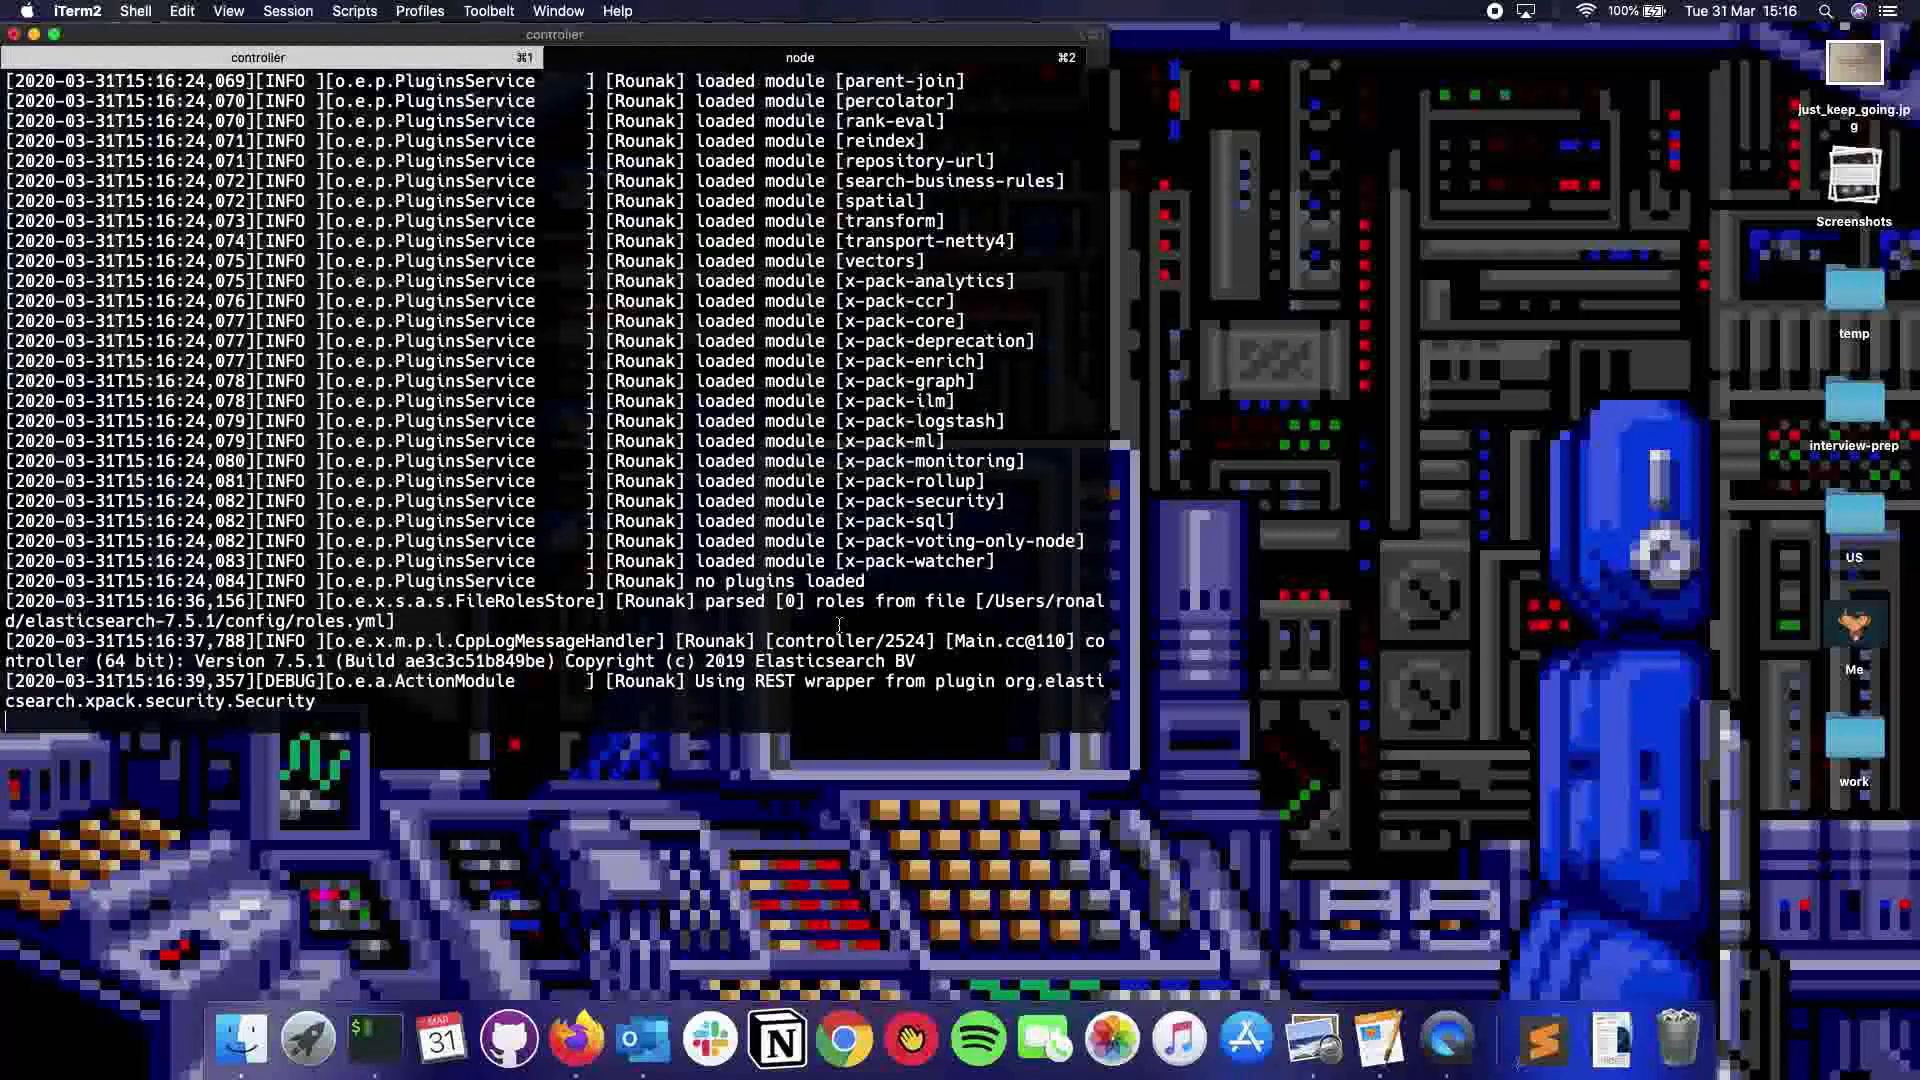 iTerm2 Shell Edit View Session Scripts Profiles Toolbelt Window Help 100% Tue 31 Mar 15:16
controller
controller ⌘1 node ⌘2
[2020-03-31T15:16:24,069][INFO ][o.e.p.PluginsService     ] [Rounak] loaded module [parent-join]
[2020-03-31T15:16:24,070][INFO ][o.e.p.PluginsService     ] [Rounak] loaded module [percolator]
[2020-03-31T15:16:24,070][INFO ][o.e.p.PluginsService     ] [Rounak] loaded module [rank-eval]
[2020-03-31T15:16:24,071][INFO ][o.e.p.PluginsService     ] [Rounak] loaded module [reindex]
[2020-03-31T15:16:24,071][INFO ][o.e.p.PluginsService     ] [Rounak] loaded module [repository-url]
[2020-03-31T15:16:24,072][INFO ][o.e.p.PluginsService     ] [Rounak] loaded module [search-business-rules]
[2020-03-31T15:16:24,072][INFO ][o.e.p.PluginsService     ] [Rounak] loaded module [spatial]
[2020-03-31T15:16:24,073][INFO ][o.e.p.PluginsService     ] [Rounak] loaded module [transform]
[2020-03-31T15:16:24,074][INFO ][o.e.p.PluginsService     ] [Rounak] loaded module [transport-netty4]
[2020-03-31T15:16:24,075][INFO ][o.e.p.PluginsService     ] [Rounak] loaded module [vectors]
[2020-03-31T15:16:24,075][INFO ][o.e.p.PluginsService     ] [Rounak] loaded module [x-pack-analytics]
[2020-03-31T15:16:24,076][INFO ][o.e.p.PluginsService     ] [Rounak] loaded module [x-pack-ccr]
[2020-03-31T15:16:24,077][INFO ][o.e.p.PluginsService     ] [Rounak] loaded module [x-pack-core]
[2020-03-31T15:16:24,077][INFO ][o.e.p.PluginsService     ] [Rounak] loaded module [x-pack-deprecation]
[2020-03-31T15:16:24,077][INFO ][o.e.p.PluginsService     ] [Rounak] loaded module [x-pack-enrich]
[2020-03-31T15:16:24,078][INFO ][o.e.p.PluginsService     ] [Rounak] loaded module [x-pack-graph]
[2020-03-31T15:16:24,078][INFO ][o.e.p.PluginsService     ] [Rounak] loaded module [x-pack-ilm]
[2020-03-31T15:16:24,079][INFO ][o.e.p.PluginsService     ] [Rounak] loaded module [x-pack-logstash]
[2020-03-31T15:16:24,079][INFO ][o.e.p.PluginsService     ] [Rounak] loaded module [x-pack-ml]
[2020-03-31T15:16:24,080][INFO ][o.e.p.PluginsService     ] [Rounak] loaded module [x-pack-monitoring]
[2020-03-31T15:16:24,081][INFO ][o.e.p.PluginsService     ] [Rounak] loaded module [x-pack-rollup]
[2020-03-31T15:16:24,082][INFO ][o.e.p.PluginsService     ] [Rounak] loaded module [x-pack-security]
[2020-03-31T15:16:24,082][INFO ][o.e.p.PluginsService     ] [Rounak] loaded module [x-pack-sql]
[2020-03-31T15:16:24,082][INFO ][o.e.p.PluginsService     ] [Rounak] loaded module [x-pack-voting-only-node]
[2020-03-31T15:16:24,083][INFO ][o.e.p.PluginsService     ] [Rounak] loaded module [x-pack-watcher]
[2020-03-31T15:16:24,084][INFO ][o.e.p.PluginsService     ] [Rounak] no plugins loaded
[2020-03-31T15:16:36,156][INFO ][o.e.x.s.a.s.FileRolesStore] [Rounak] parsed [0] roles from file [/Users/ronal
d/elasticsearch-7.5.1/config/roles.yml]
[2020-03-31T15:16:37,788][INFO ][o.e.x.m.p.l.CppLogMessageHandler] [Rounak] [controller/2524] [Main.cc@110] co
ntroller (64 bit): Version 7.5.1 (Build ae3c3c51b849be) Copyright (c) 2019 Elasticsearch BV
[2020-03-31T15:16:39,357][DEBUG][o.e.a.ActionModule       ] [Rounak] Using REST wrapper from plugin org.elasti
csearch.xpack.security.Security
just_keep_going.jp
g
Screenshots
temp
interview-prep
US
Me
work
MAR
31